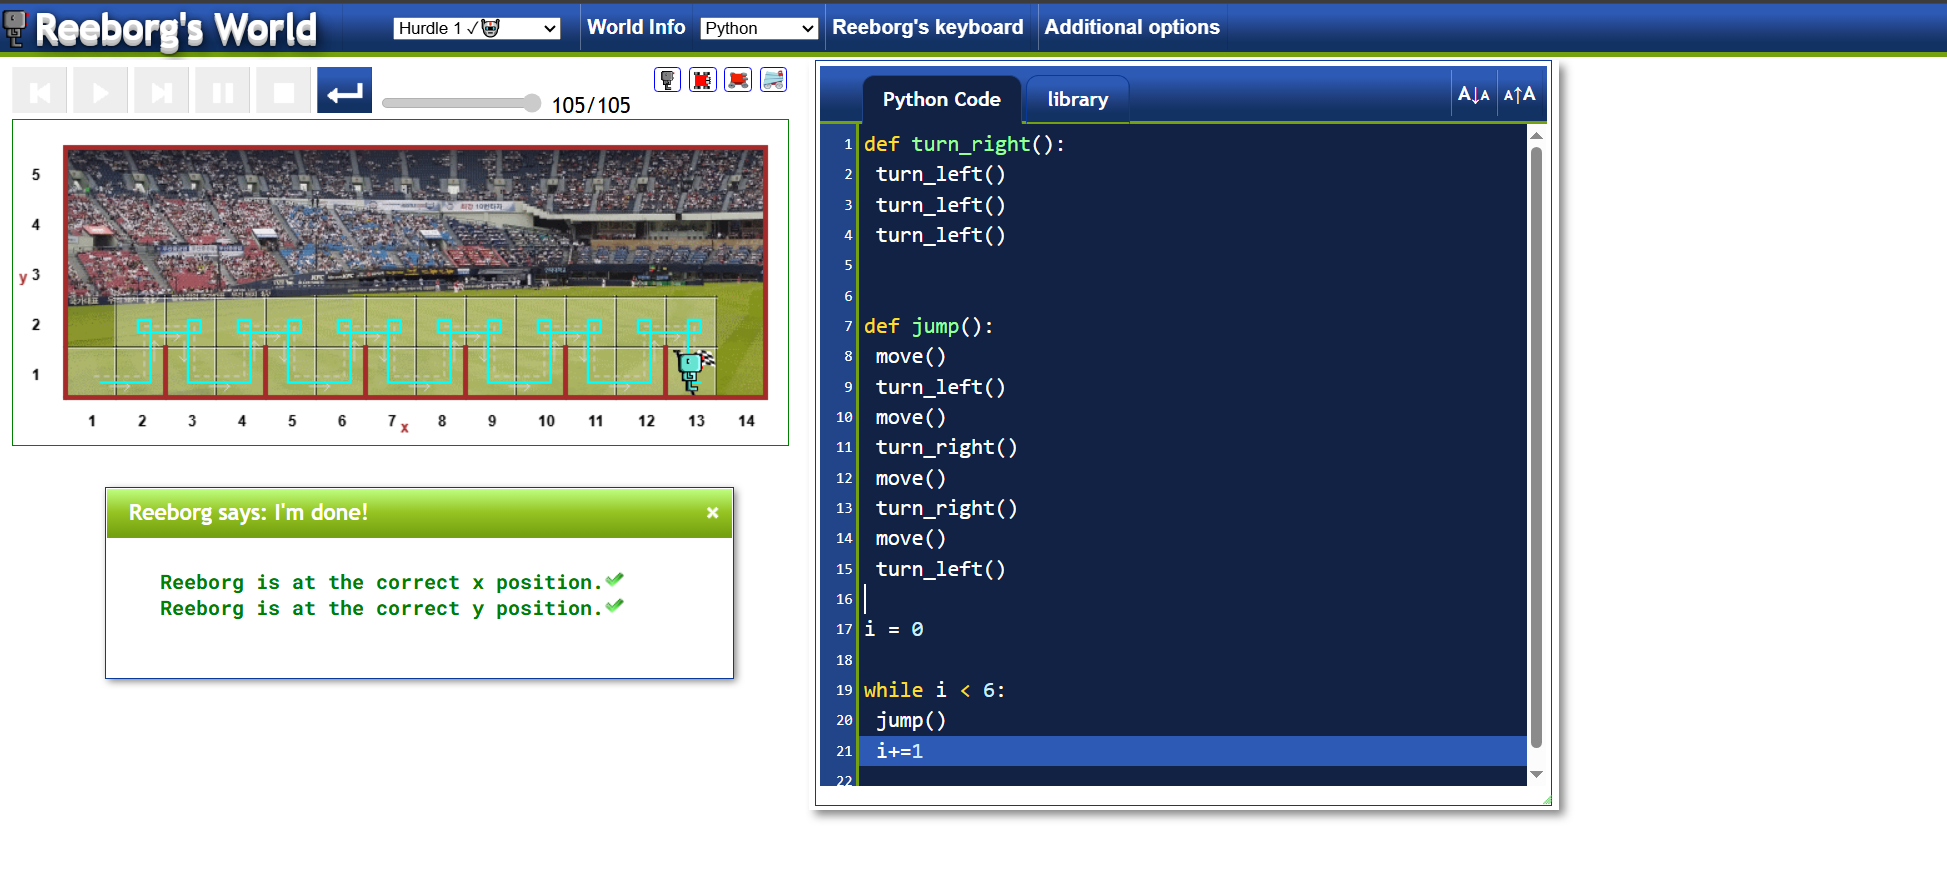 Reeborg's World
Hurdle 1 ✓
World Info
Python
Reeborg's keyboard
Additional options
105/105
Python Code
library
A↓A
A↑A
5
4
y 3
2
1
1 2 3 4 5 6 7 x 8 9 10 11 12 13 14
Reeborg says: I'm done!
×
Reeborg is at the correct x position.
Reeborg is at the correct y position.
1 def turn_right():
2 turn_left()
3 turn_left()
4 turn_left()
5
6
7 def jump():
8 move()
9 turn_left()
10 move()
11 turn_right()
12 move()
13 turn_right()
14 move()
15 turn_left()
16
17 i = 0
18
19 while i < 6:
20 jump()
21 i+=1
22